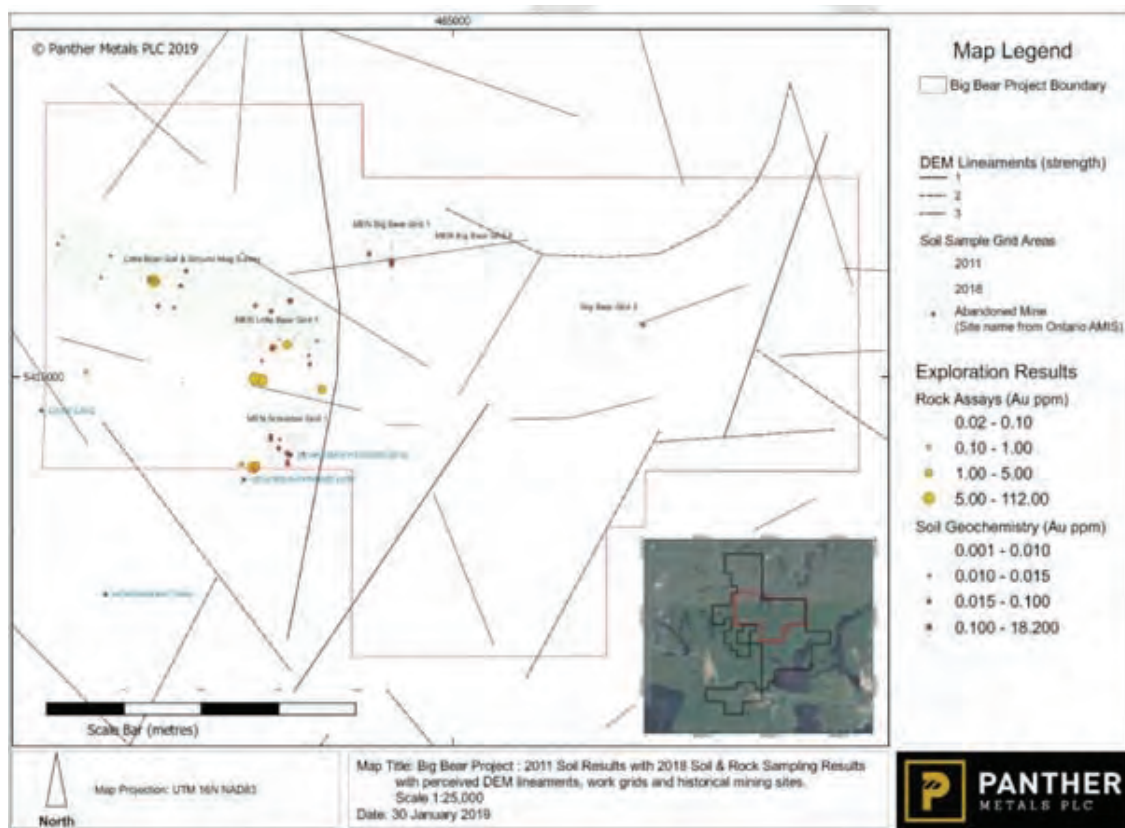 465000
© Panther Metals PLC 2019
Map Legend
Big Bear Project Boundary
DEM Lineaments (strength)
1
2
3
Soil Sample Grid Areas
2011
2018
Abandoned Mine
(Site name from Ontario AMIS)
Exploration Results
Rock Assays (Au ppm)
0.02 - 0.10
0.10 - 1.00
1.00 - 5.00
5.00 - 112.00
Soil Geochemistry (Au ppm)
0.001 - 0.010
0.010 - 0.015
0.015 - 0.100
0.100 - 18.200
MEN Big Bear Grid 1
MEN Big Bear Grid 2
Little Bear Soil & Ground Mag Survey
Big Bear Grid 3
MEN Little Bear Grid 1
Scale Bar (metres)
Map Projection: UTM 16N NAD83
North
Map Title: Big Bear Project : 2011 Soil Results with 2018 Soil & Rock Sampling Results
with perceived DEM lineaments, work grids and historical mining sites.
Scale 1:25,000
Date: 30 January 2019
P
PANTHER
METALS PLC